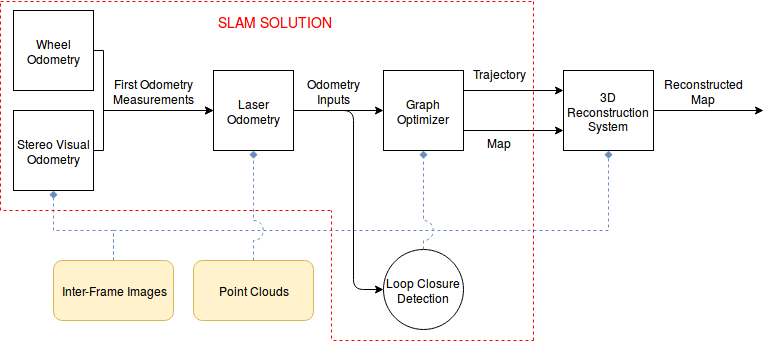 SLAM SOLUTION
Wheel
Odometry
Stereo Visual
Odometry
First Odometry
Measurements
Laser
Odometry
Odometry
Inputs
Graph
Optimizer
Trajectory
Map
3D
Reconstruction
System
Reconstructed
Map
Inter-Frame Images
Point Clouds
Loop Closure
Detection